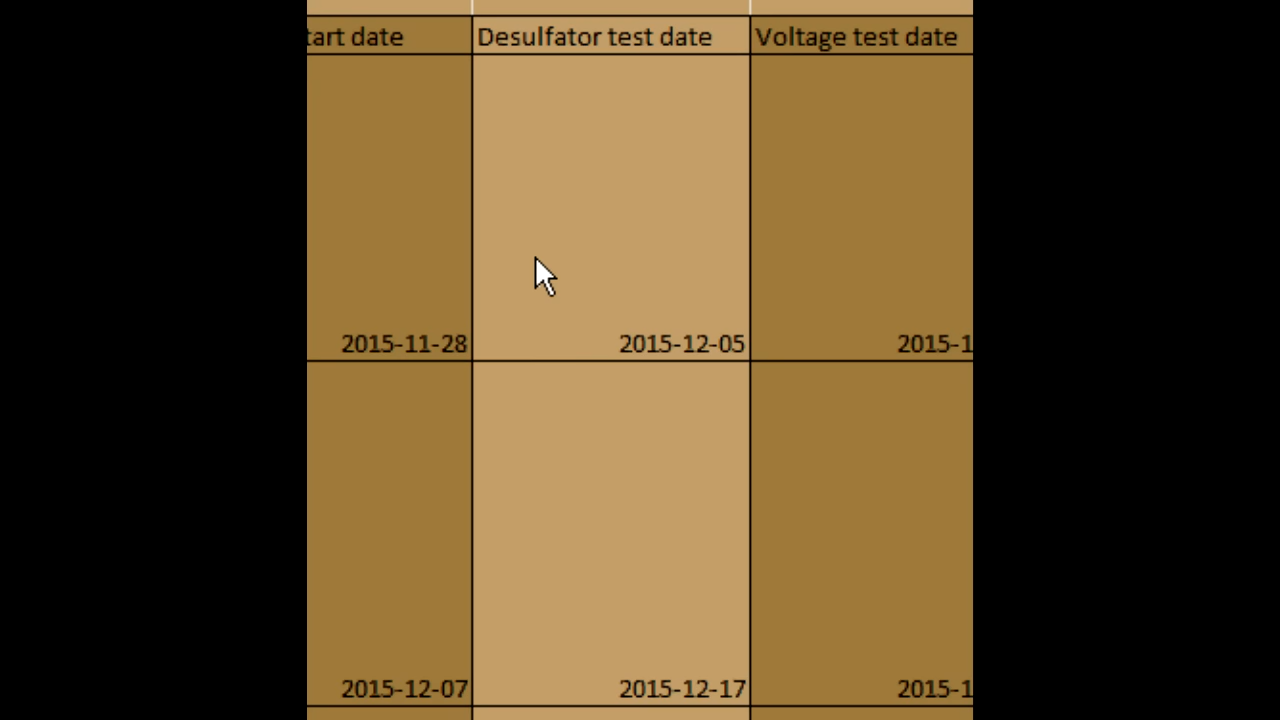 tart date Desulfator test date Voltage test date
2015-11-28 2015-12-05 2015-1
2015-12-07 2015-12-17 2015-1